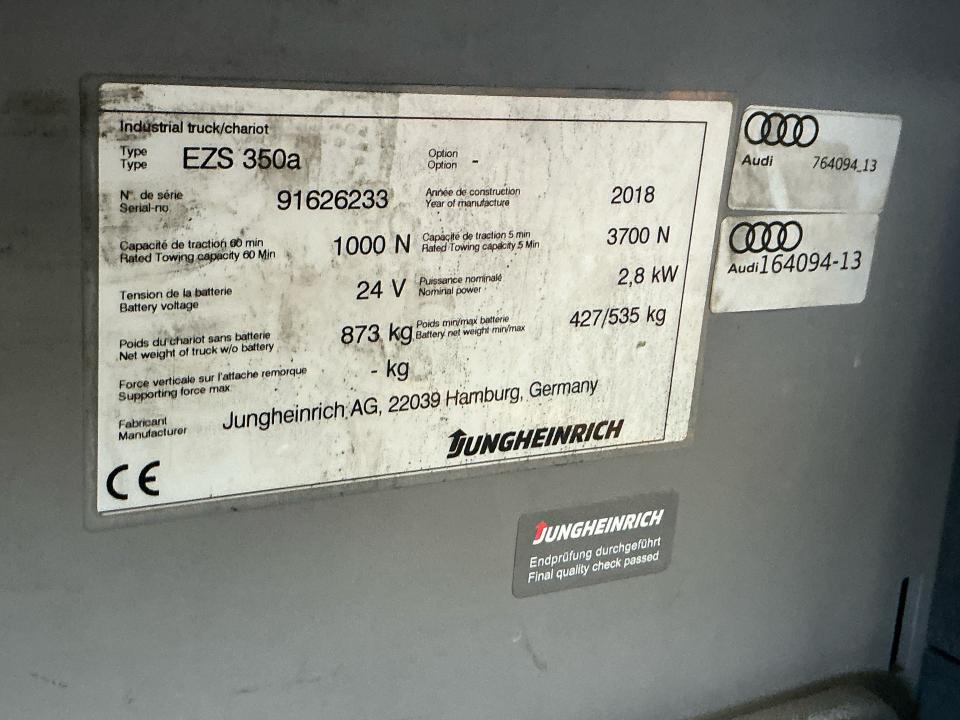 Industrial truck/chariot
Type
Type
EZS 350a
Option
Option
-
N°. de série
Serial-no.
91626233
Année de construction
Year of manufacture
2018
Capacité de traction 60 min
Rated Towing capacity 60 Min
1000 N
Capacité de traction 5 min
Rated Towing capacity 5 Min
3700 N
Tension de la batterie
Battery voltage
24 V
Puissance nominale
Nominal power
2,8 kW
Poids du chariot sans batterie
Net weight of truck w/o battery
873 kg
Poids min/max batterie
Battery net weight min/max
427/535 kg
Force verticale sur l'attache remorque
Supporting force max.
- kg
Fabricant
Manufacturer
Jungheinrich AG, 22039 Hamburg, Germany
JUNGHEINRICH
CE
Audi 764094_13
Audi 164094-13
JUNGHEINRICH
Endprüfung durchgeführt
Final quality check passed